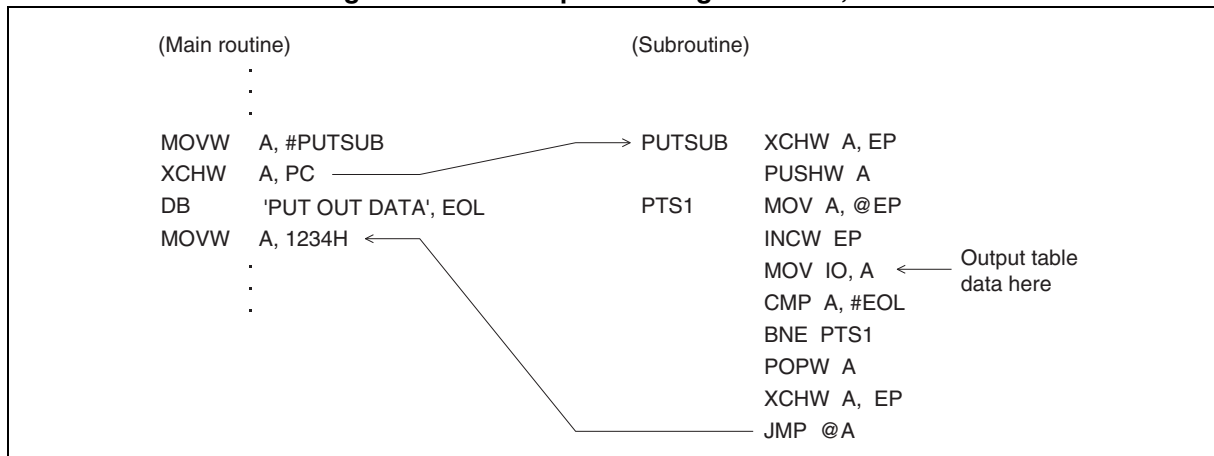 (Main routine)
.
.
.
MOVW A, #PUTSUB
XCHW A, PC
DB 'PUT OUT DATA', EOL
MOVW A, 1234H
.
.
.
(Subroutine)
PUTSUB XCHW A, EP
PUSHW A
PTS1 MOV A, @EP
INCW EP
MOV IO, A
Output table
data here
CMP A, #EOL
BNE PTS1
POPW A
XCHW A, EP
JMP @A